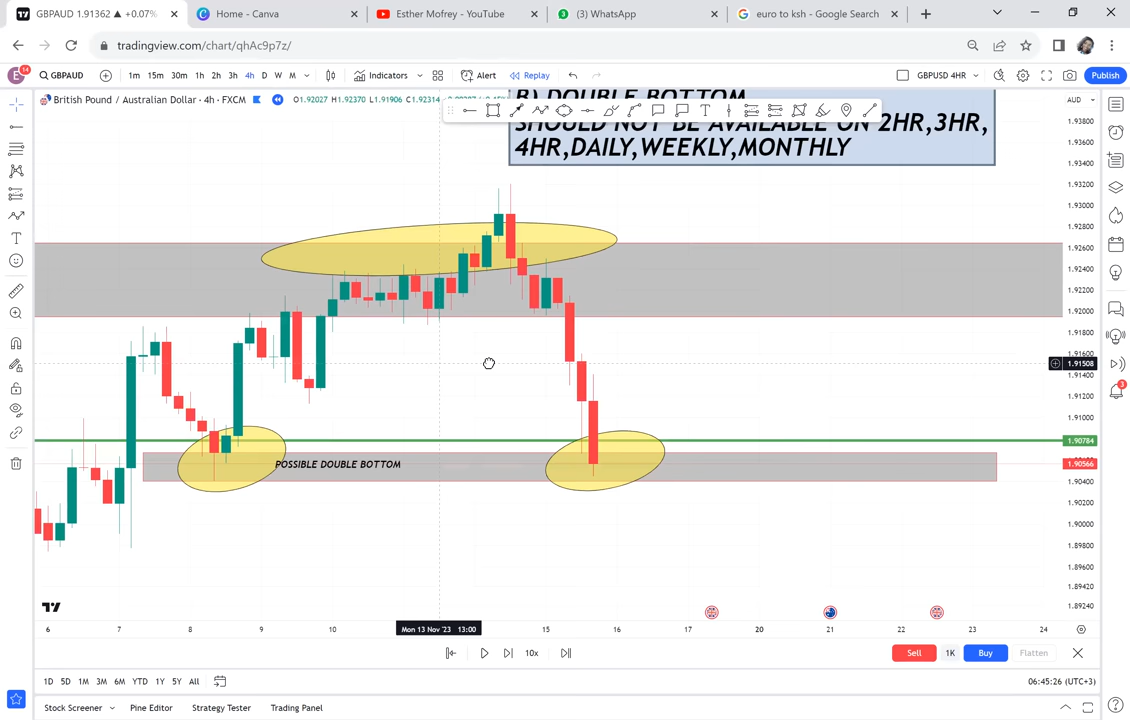 GBPAUD 1.91362 ▲ +0.07%
Home - Canva
Esther Mofrey - YouTube
(3) WhatsApp
euro to ksh - Google Search
tradingview.com/chart/qhAc9p7z/
E 14 GBPAUD 1m 15m 30m 1h 2h 3h 4h D W M Indicators Alert Replay GBPUSD 4HR Publish
British Pound / Australian Dollar · 4h · FXCM O1.92027 H1.92370 L1.91906 C1.92314
AUD
B) DOUBLE BOTTOM
SHOULD NOT BE AVAILABLE ON 2HR,3HR,
4HR,DAILY,WEEKLY,MONTHLY
1.93800
1.93600
1.93400
1.93200
1.93000
1.92800
1.92600
1.92400
1.92200
1.92000
1.91800
1.91600
1.91508
1.91400
1.91200
1.91000
1.90784
1.90566
1.90400
1.90200
1.90000
1.89800
1.89600
1.89420
1.89240
POSSIBLE DOUBLE BOTTOM
3
6 7 8 9 10 Mon 13 Nov '23 13:00 15 16 17 20 21 22 23 24
10x
Sell 1K Buy Flatten
1D 5D 1M 3M 6M YTD 1Y 5Y All
06:45:26 (UTC+3)
Stock Screener Pine Editor Strategy Tester Trading Panel